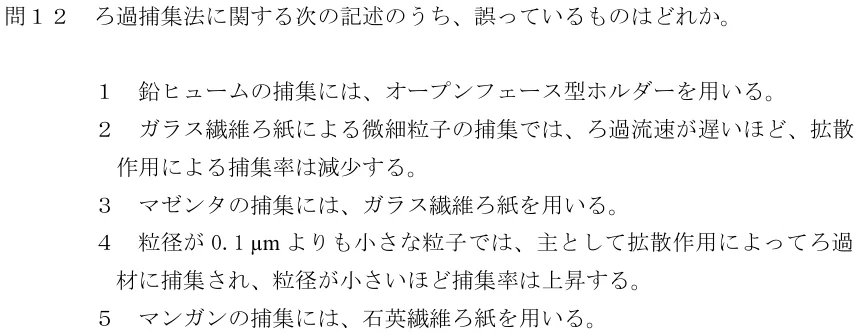 問１２　ろ過捕集法に関する次の記述のうち、誤っているものはどれか。
１　鉛ヒュームの捕集には、オープンフェース型ホルダーを用いる。
２　ガラス繊維ろ紙による微細粒子の捕集では、ろ過流速が遅いほど、拡散
作用による捕集率は減少する。
３　マゼンタの捕集には、ガラス繊維ろ紙を用いる。
４　粒径が 0.1 µm よりも小さな粒子では、主として拡散作用によってろ過
材に捕集され、粒径が小さいほど捕集率は上昇する。
５　マンガンの捕集には、石英繊維ろ紙を用いる。